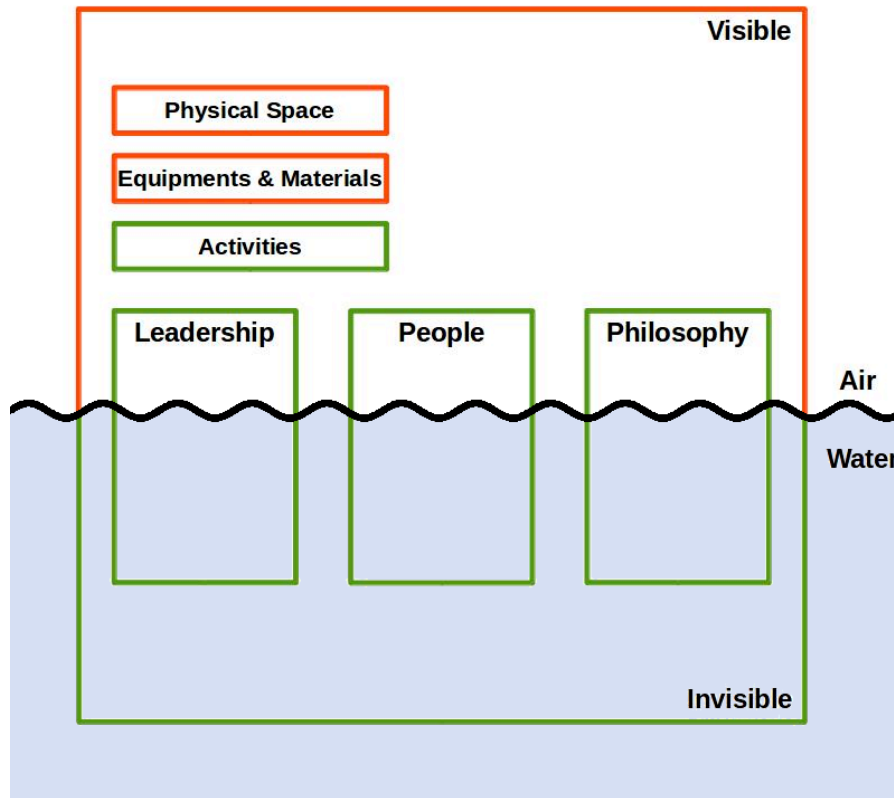 Visible
Physical Space
Equipments & Materials
Activities
Leadership
People
Philosophy
Air
Water
Invisible